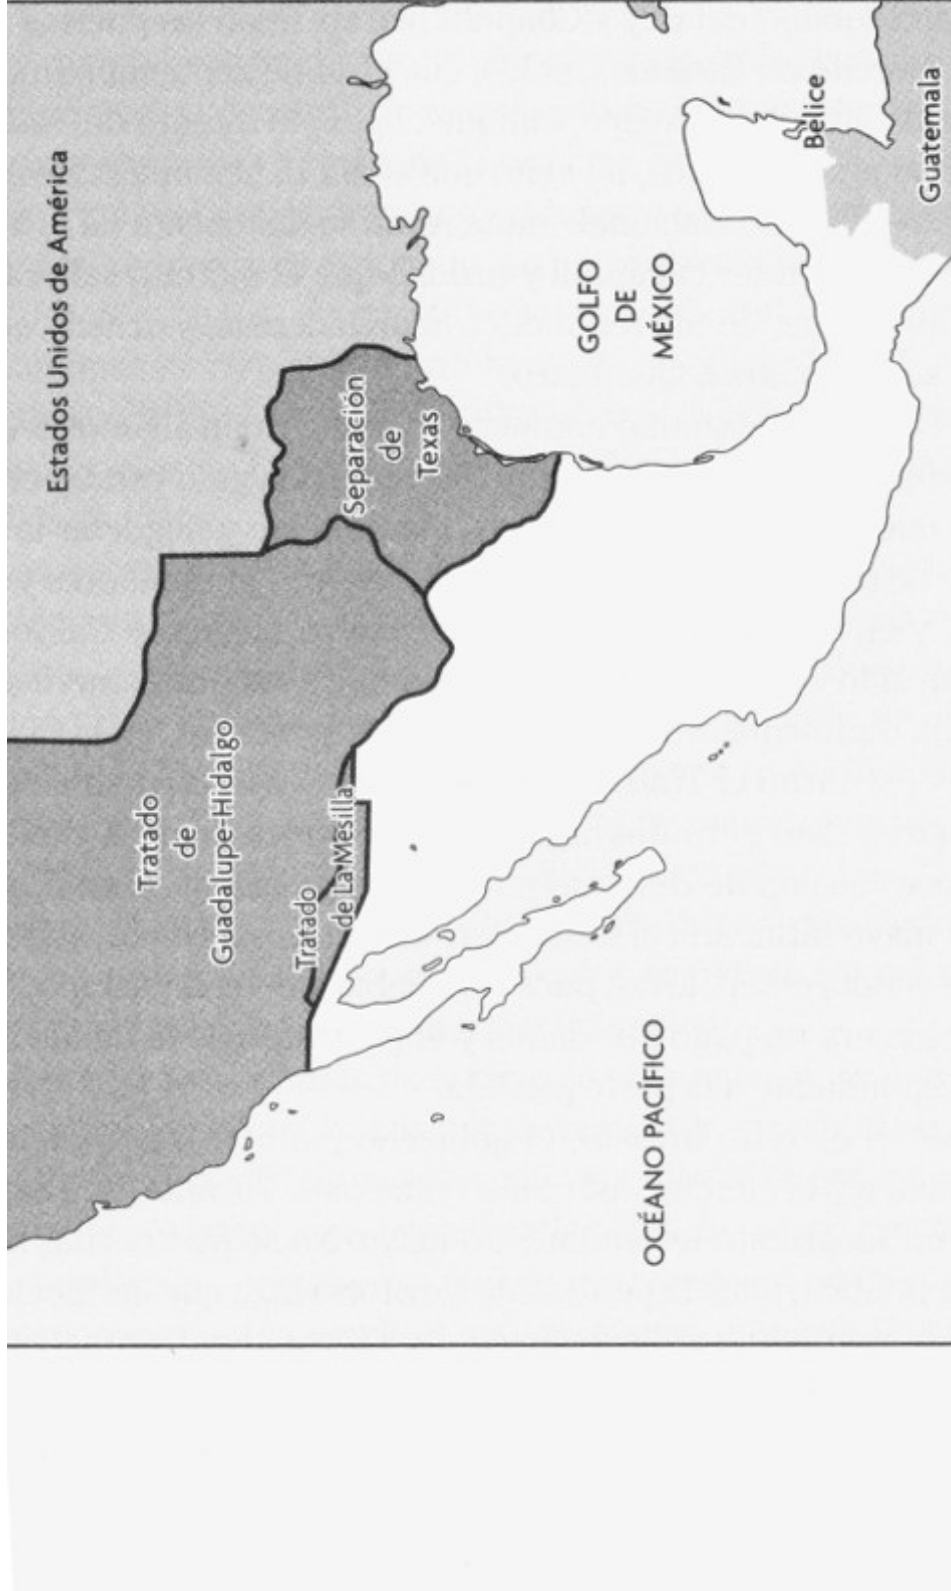 Estados Unidos de América
Tratado
de
Guadalupe-Hidalgo
Separación
de
Texas
Tratado
de La Mesilla
GOLFO
DE
MÉXICO
OCÉANO PACÍFICO
Belice
Guatemala